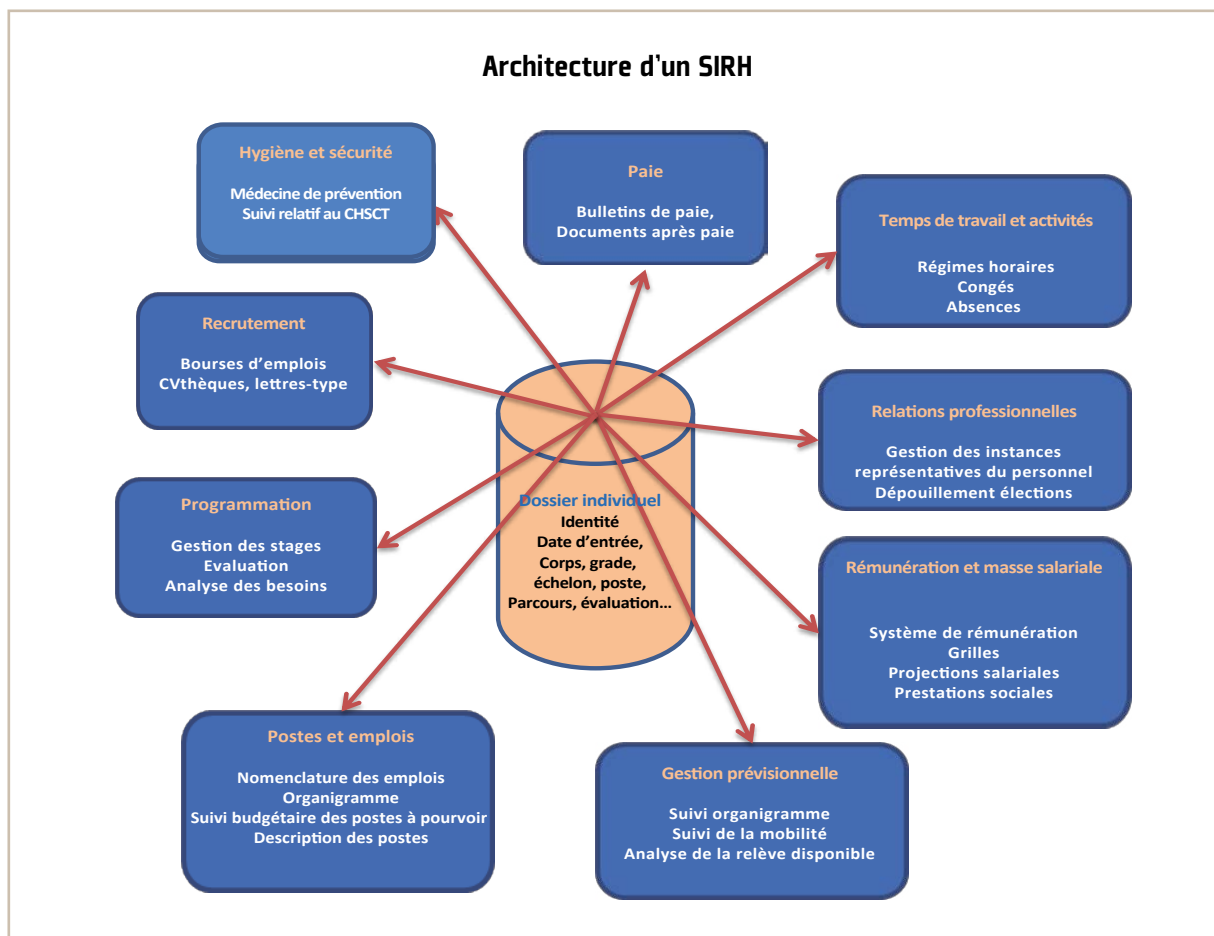 Architecture d'un SIRH
Hygiène et sécurité
Médecine de prévention
Suivi relatif au CHSCT
Paie
Bulletins de paie,
Documents après paie
Temps de travail et activités
Régimes horaires
Congés
Absences
Recrutement
Bourses d'emplois
CVthèques, lettres-type
Relations professionnelles
Gestion des instances
représentatives du personnel
Dépouillement élections
Programmation
Gestion des stages
Evaluation
Analyse des besoins
Dossier individuel
Identité
Date d'entrée,
Corps, grade,
échelon, poste,
Parcours, évaluation...
Rémunération et masse salariale
Système de rémunération
Grilles
Projections salariales
Prestations sociales
Postes et emplois
Nomenclature des emplois
Organigramme
Suivi budgétaire des postes à pourvoir
Description des postes
Gestion prévisionnelle
Suivi organigramme
Suivi de la mobilité
Analyse de la relève disponible